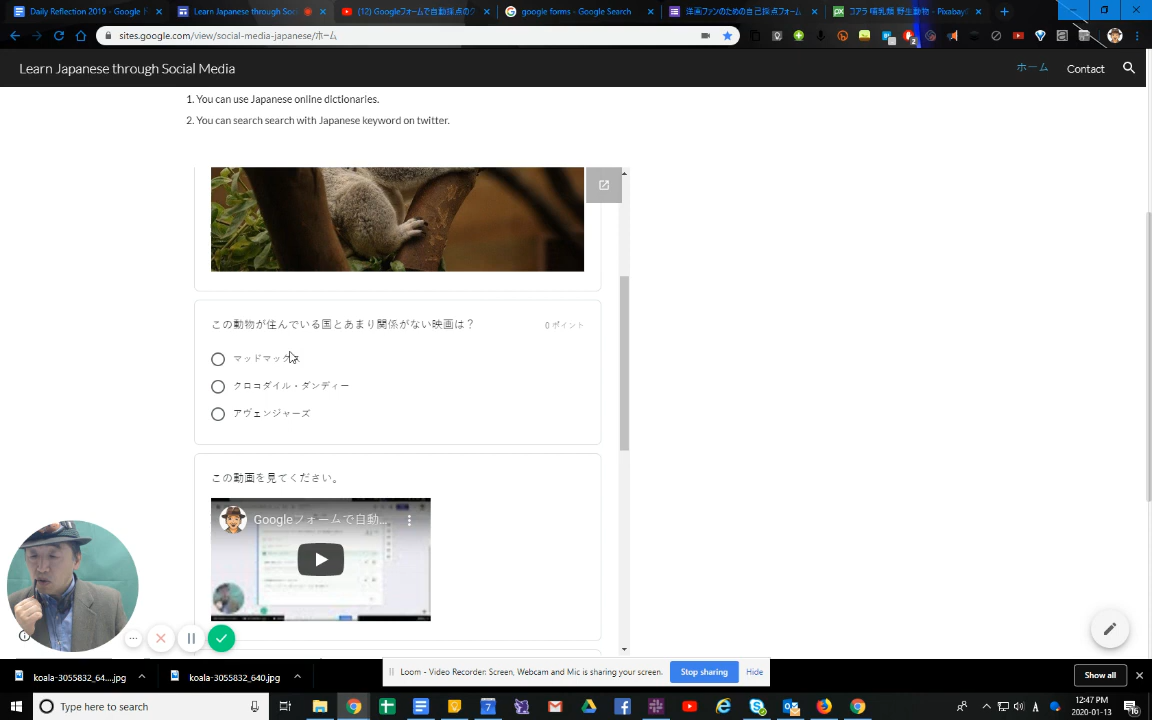 Daily Reflection 2019 - Google
Learn Japanese through Soc
(12) Googleフォームで自動採点のク
google forms - Google Search
洋画ファンのための自己採点フォーム
コアラ 哺乳類 野生動物 - Pixabay
sites.google.com/view/social-media-japanese/ホーム
Learn Japanese through Social Media
ホーム
Contact
1. You can use Japanese online dictionaries.
2. You can search search with Japanese keyword on twitter.
この動物が住んでいる国とあまり関係がない映画は？
0 ポイント
マッドマックス
クロコダイル・ダンディー
アヴェンジャーズ
この動画を見てください。
Googleフォームで自動...
koala-3055832_64....jpg
koala-3055832_640.jpg
Loom - Video Recorder: Screen, Webcam and Mic is sharing your screen.
Stop sharing
Hide
Show all
Type here to search
12:47 PM
2020-01-13